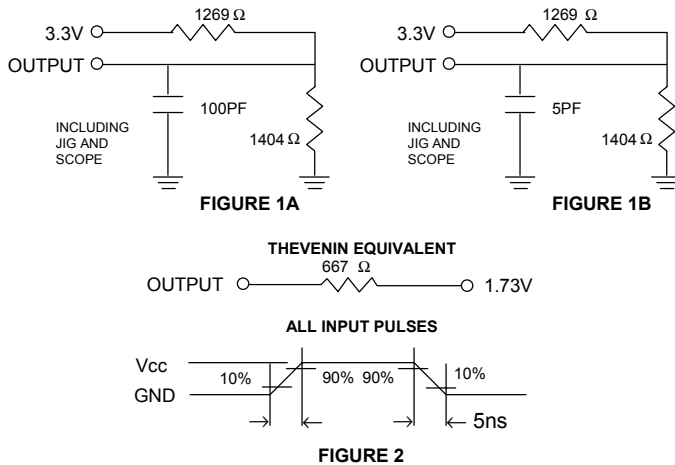 1269 Ω
3.3V
OUTPUT
100PF
INCLUDING
JIG AND
SCOPE
1404 Ω
FIGURE 1A
1269 Ω
3.3V
OUTPUT
5PF
INCLUDING
JIG AND
SCOPE
1404 Ω
FIGURE 1B
THEVENIN EQUIVALENT
667 Ω
OUTPUT 1.73V
ALL INPUT PULSES
Vcc
GND
10% 90% 90% 10%
5ns
FIGURE 2